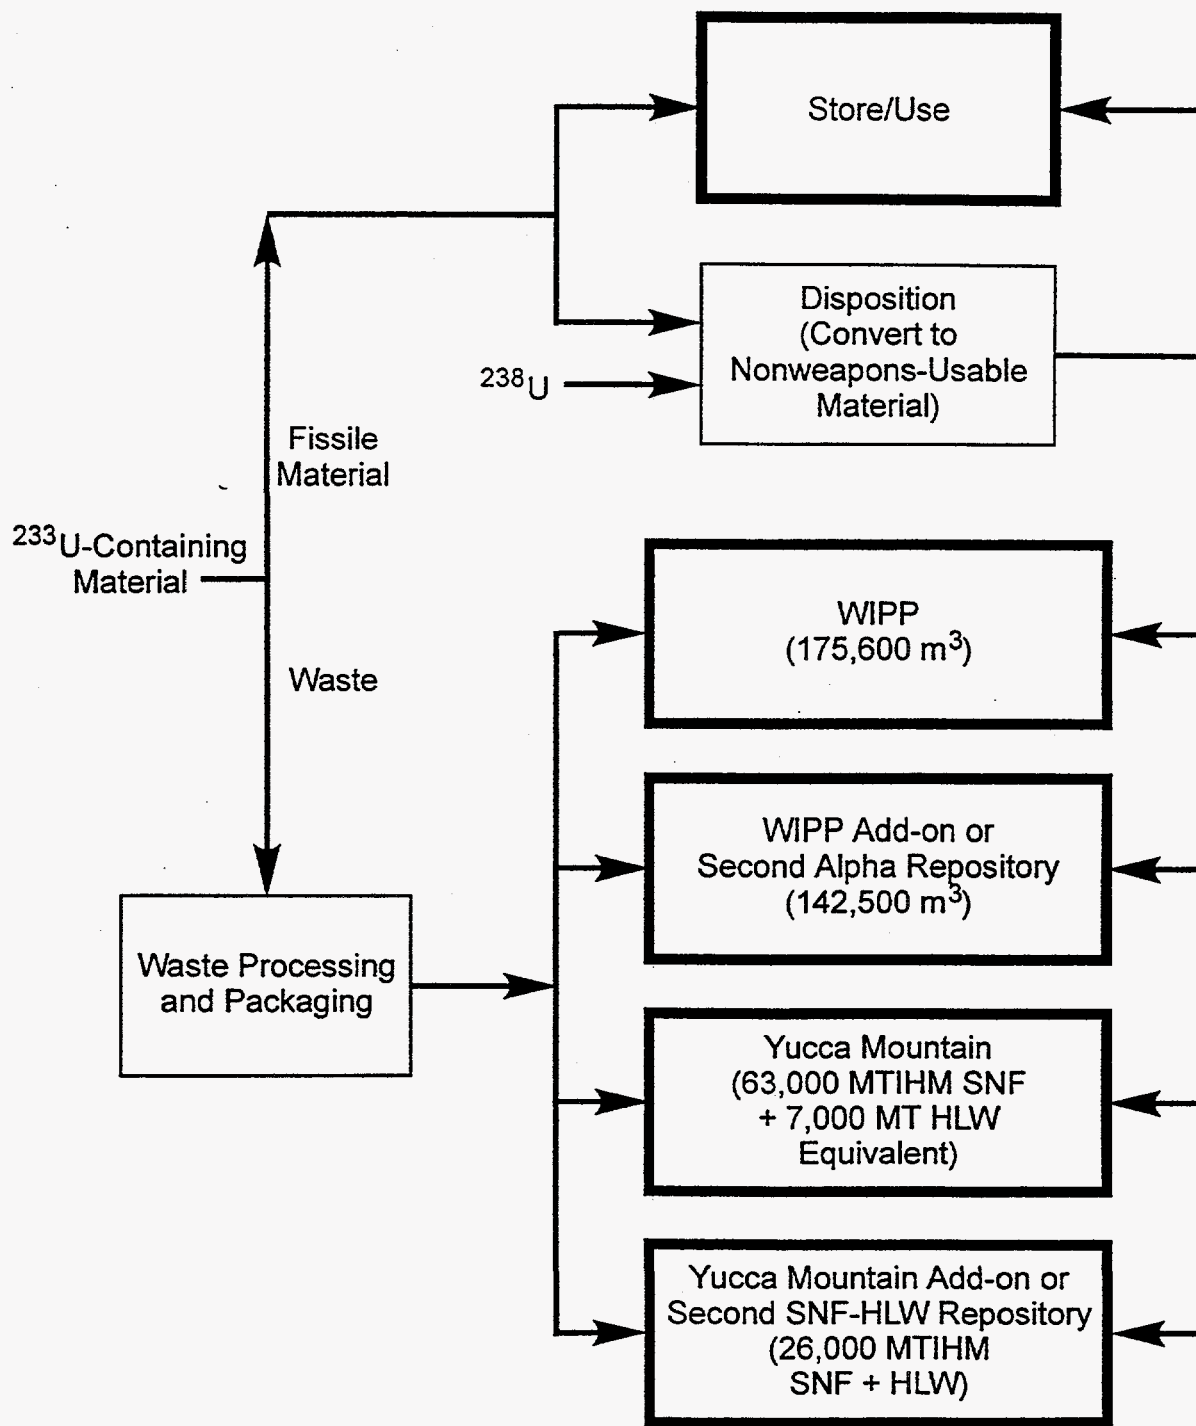 Store/Use
Disposition
(Convert to
Nonweapons-Usable
Material)
²³⁸U
Fissile
Material
²³³U-Containing
Material
Waste
WIPP
(175,600 m³)
WIPP Add-on or
Second Alpha Repository
(142,500 m³)
Waste Processing
and Packaging
Yucca Mountain
(63,000 MTIHM SNF
+ 7,000 MT HLW
Equivalent)
Yucca Mountain Add-on or
Second SNF-HLW Repository
(26,000 MTIHM
SNF + HLW)